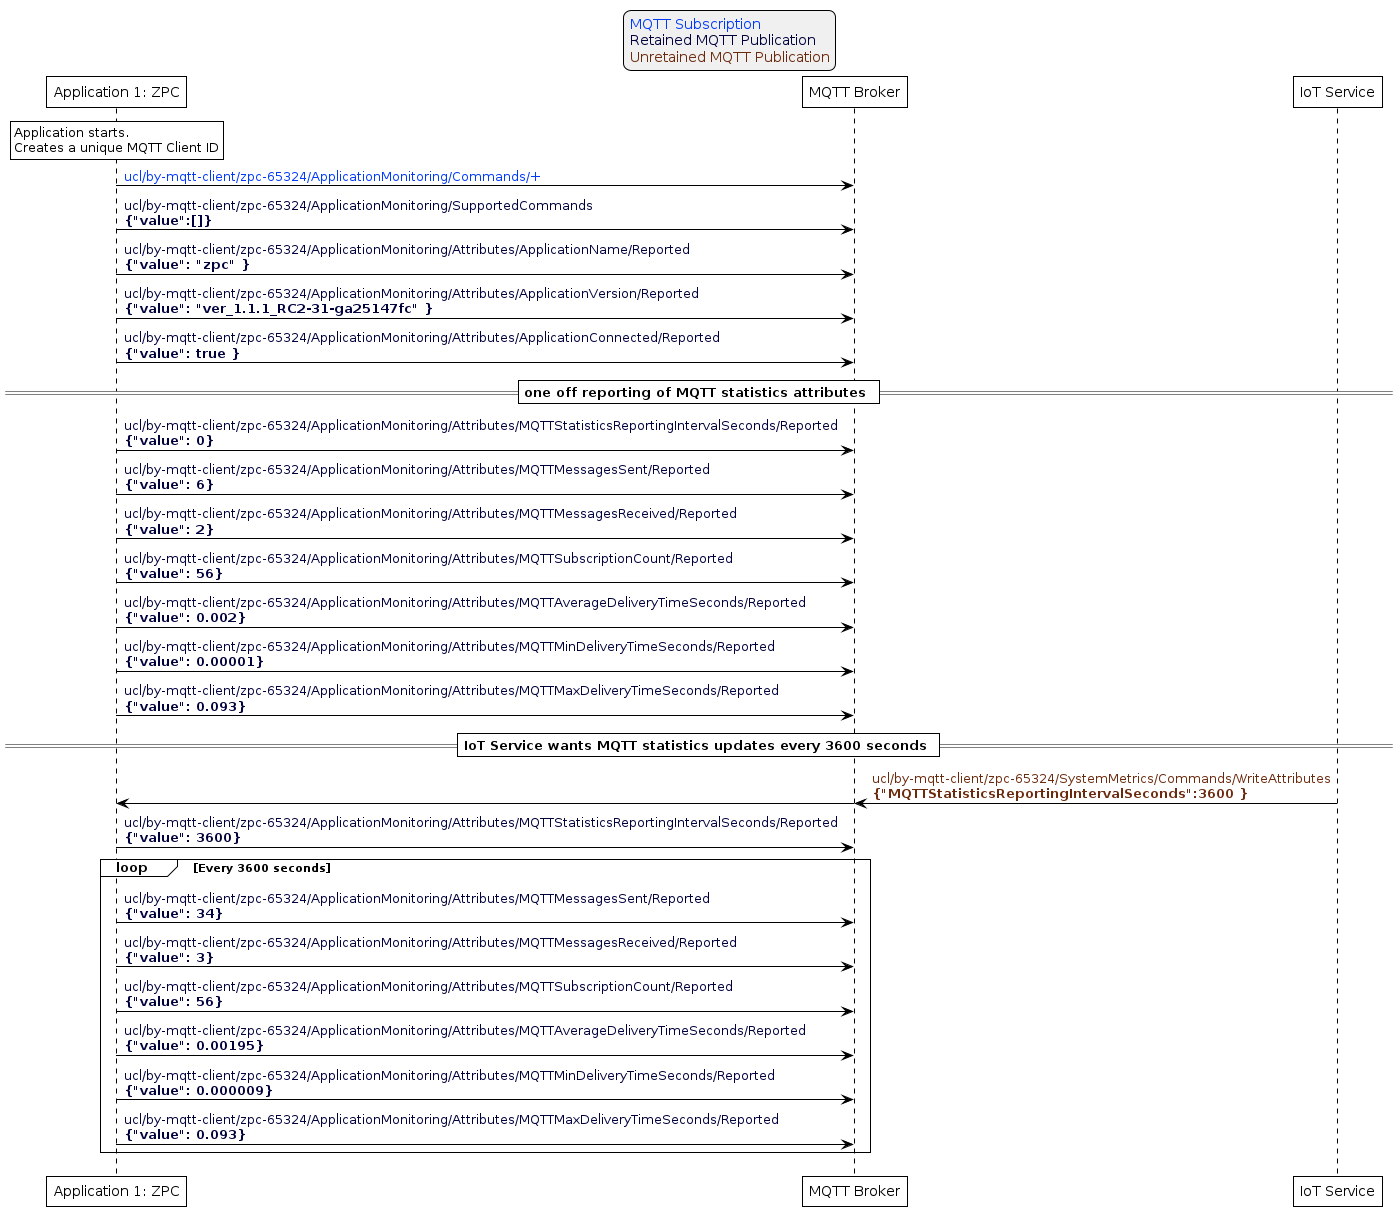 MQTT Subscription
Retained MQTT Publication
Unretained MQTT Publication
Application 1: ZPC
MQTT Broker
IoT Service
Application starts.
Creates a unique MQTT Client ID
ucl/by-mqtt-client/zpc-65324/ApplicationMonitoring/Commands/+
ucl/by-mqtt-client/zpc-65324/ApplicationMonitoring/SupportedCommands
{"value":[]}
ucl/by-mqtt-client/zpc-65324/ApplicationMonitoring/Attributes/ApplicationName/Reported
{"value": "zpc" }
ucl/by-mqtt-client/zpc-65324/ApplicationMonitoring/Attributes/ApplicationVersion/Reported
{"value": "ver_1.1.1_RC2-31-ga25147fc" }
ucl/by-mqtt-client/zpc-65324/ApplicationMonitoring/Attributes/ApplicationConnected/Reported
{"value": true }
one off reporting of MQTT statistics attributes
ucl/by-mqtt-client/zpc-65324/ApplicationMonitoring/Attributes/MQTTStatisticsReportingIntervalSeconds/Reported
{"value": 0}
ucl/by-mqtt-client/zpc-65324/ApplicationMonitoring/Attributes/MQTTMessagesSent/Reported
{"value": 6}
ucl/by-mqtt-client/zpc-65324/ApplicationMonitoring/Attributes/MQTTMessagesReceived/Reported
{"value": 2}
ucl/by-mqtt-client/zpc-65324/ApplicationMonitoring/Attributes/MQTTSubscriptionCount/Reported
{"value": 56}
ucl/by-mqtt-client/zpc-65324/ApplicationMonitoring/Attributes/MQTTAverageDeliveryTimeSeconds/Reported
{"value": 0.002}
ucl/by-mqtt-client/zpc-65324/ApplicationMonitoring/Attributes/MQTTMinDeliveryTimeSeconds/Reported
{"value": 0.00001}
ucl/by-mqtt-client/zpc-65324/ApplicationMonitoring/Attributes/MQTTMaxDeliveryTimeSeconds/Reported
{"value": 0.093}
IoT Service wants MQTT statistics updates every 3600 seconds
ucl/by-mqtt-client/zpc-65324/SystemMetrics/Commands/WriteAttributes
{"MQTTStatisticsReportingIntervalSeconds":3600 }
ucl/by-mqtt-client/zpc-65324/ApplicationMonitoring/Attributes/MQTTStatisticsReportingIntervalSeconds/Reported
{"value": 3600}
loop [Every 3600 seconds]
ucl/by-mqtt-client/zpc-65324/ApplicationMonitoring/Attributes/MQTTMessagesSent/Reported
{"value": 34}
ucl/by-mqtt-client/zpc-65324/ApplicationMonitoring/Attributes/MQTTMessagesReceived/Reported
{"value": 3}
ucl/by-mqtt-client/zpc-65324/ApplicationMonitoring/Attributes/MQTTSubscriptionCount/Reported
{"value": 56}
ucl/by-mqtt-client/zpc-65324/ApplicationMonitoring/Attributes/MQTTAverageDeliveryTimeSeconds/Reported
{"value": 0.00195}
ucl/by-mqtt-client/zpc-65324/ApplicationMonitoring/Attributes/MQTTMinDeliveryTimeSeconds/Reported
{"value": 0.000009}
ucl/by-mqtt-client/zpc-65324/ApplicationMonitoring/Attributes/MQTTMaxDeliveryTimeSeconds/Reported
{"value": 0.093}
Application 1: ZPC
MQTT Broker
IoT Service